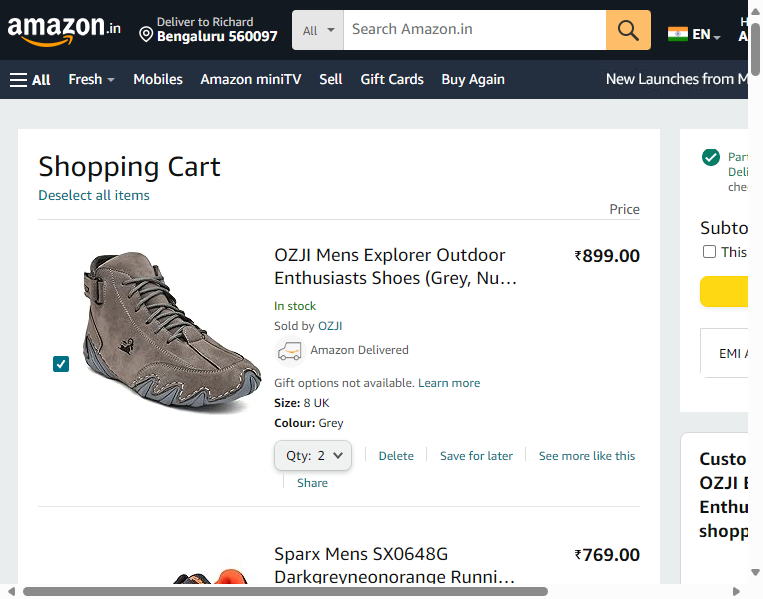 amazon.in
Deliver to Richard
Bengaluru 560097
All
Search Amazon.in
EN
All
Fresh
Mobiles
Amazon miniTV
Sell
Gift Cards
Buy Again
New Launches from M
Shopping Cart
Deselect all items
Price
OZJI Mens Explorer Outdoor
Enthusiasts Shoes (Grey, Nu…
₹899.00
In stock
Sold by OZJI
Amazon Delivered
Gift options not available. Learn more
Size: 8 UK
Colour: Grey
Qty: 2
Delete
Save for later
See more like this
Share
Sparx Mens SX0648G
Darkgreyneonorange Runni…
₹769.00
Part
Deli
che
Subto
This
EMI A
Custo
OZJI E
Enthu
shopp